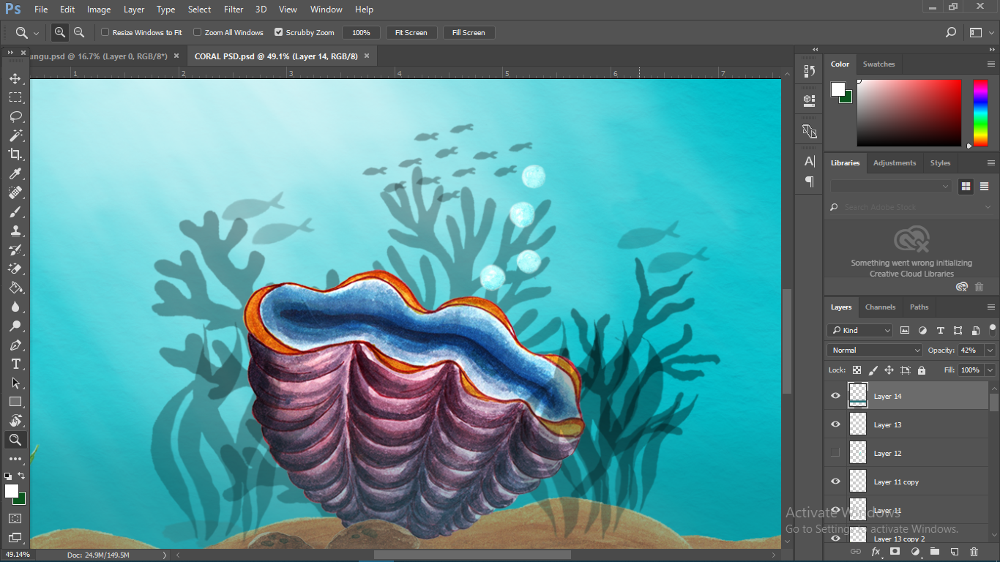 Ps File Edit Image Layer Type Select Filter 3D View Window Help
Resize Windows to Fit Zoom All Windows Scrubby Zoom 100% Fit Screen Fill Screen
ungu.psd @ 16.7% (Layer 0, RGB/8*) × CORAL PSD.psd @ 49.1% (Layer 14, RGB/8) ×
1 2 3 4 5 6 7
Color Swatches
Libraries Adjustments Styles
Search Adobe Stock
Something went wrong initializing
Creative Cloud Libraries
Layers Channels Paths
Kind
Normal Opacity: 42%
Lock: Fill: 100%
Layer 14
Layer 13
Layer 12
Layer 11 copy
Layer 11
Layer 13 copy 2
Activate Windows
Go to Settings to activate Windows.
49.14% Doc: 24.9M/149.5M